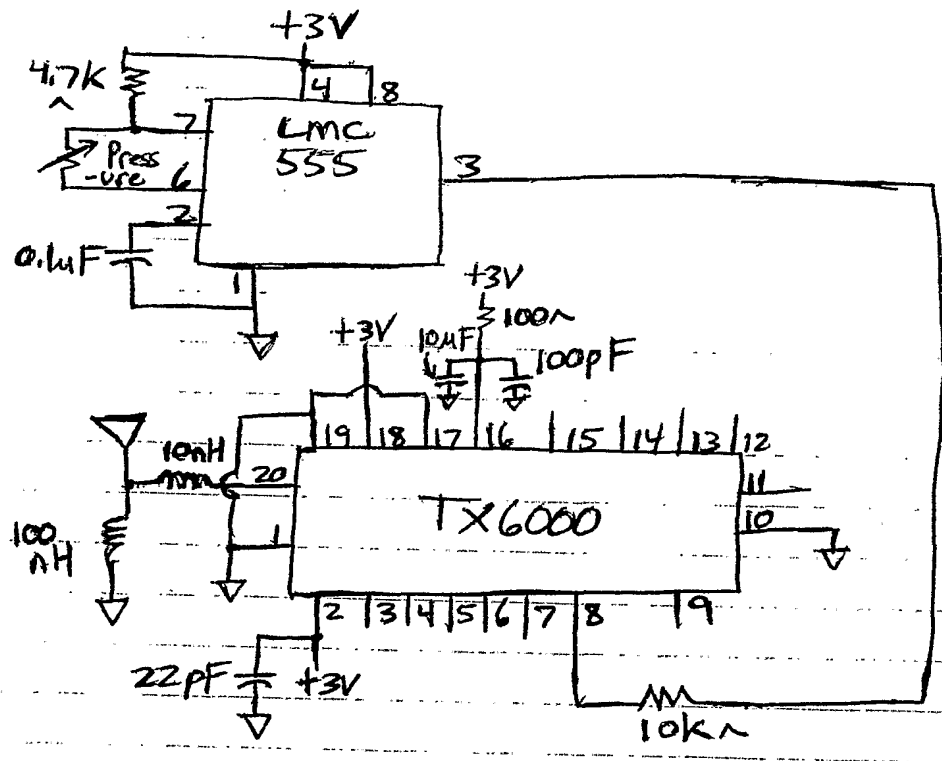 +3V
4.7K
Ω
4 8
7
LMC
555
Press
-ure
6
3
2
0.1uF
1
+3V
100Ω
+3V
10µF
100pF
19 18 17 16 15 14 13 12
10nH
20
11
TX6000
1
10
100
nH
2 3 4 5 6 7 8 9
22pF
+3V
10KΩ